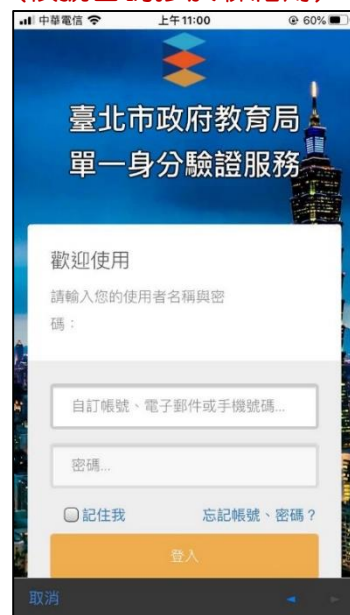 中華電信 上午11:00 60%
臺北市政府教育局
單一身分驗證服務
歡迎使用
請輸入您的使用者名稱與密
碼：
自訂帳號、電子郵件或手機號碼...
密碼...
記住我 忘記帳號、密碼？
登入
取消